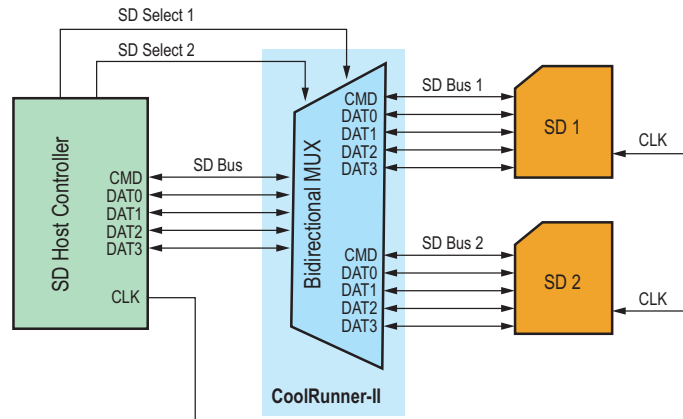 SD Select 1
SD Select 2
SD Host Controller
CMD
DAT0
DAT1
DAT2
DAT3
CLK
SD Bus
Bidirectional MUX
CMD
DAT0
DAT1
DAT2
DAT3
SD Bus 1
SD 1
CLK
CMD
DAT0
DAT1
DAT2
DAT3
SD Bus 2
SD 2
CLK
CoolRunner-II